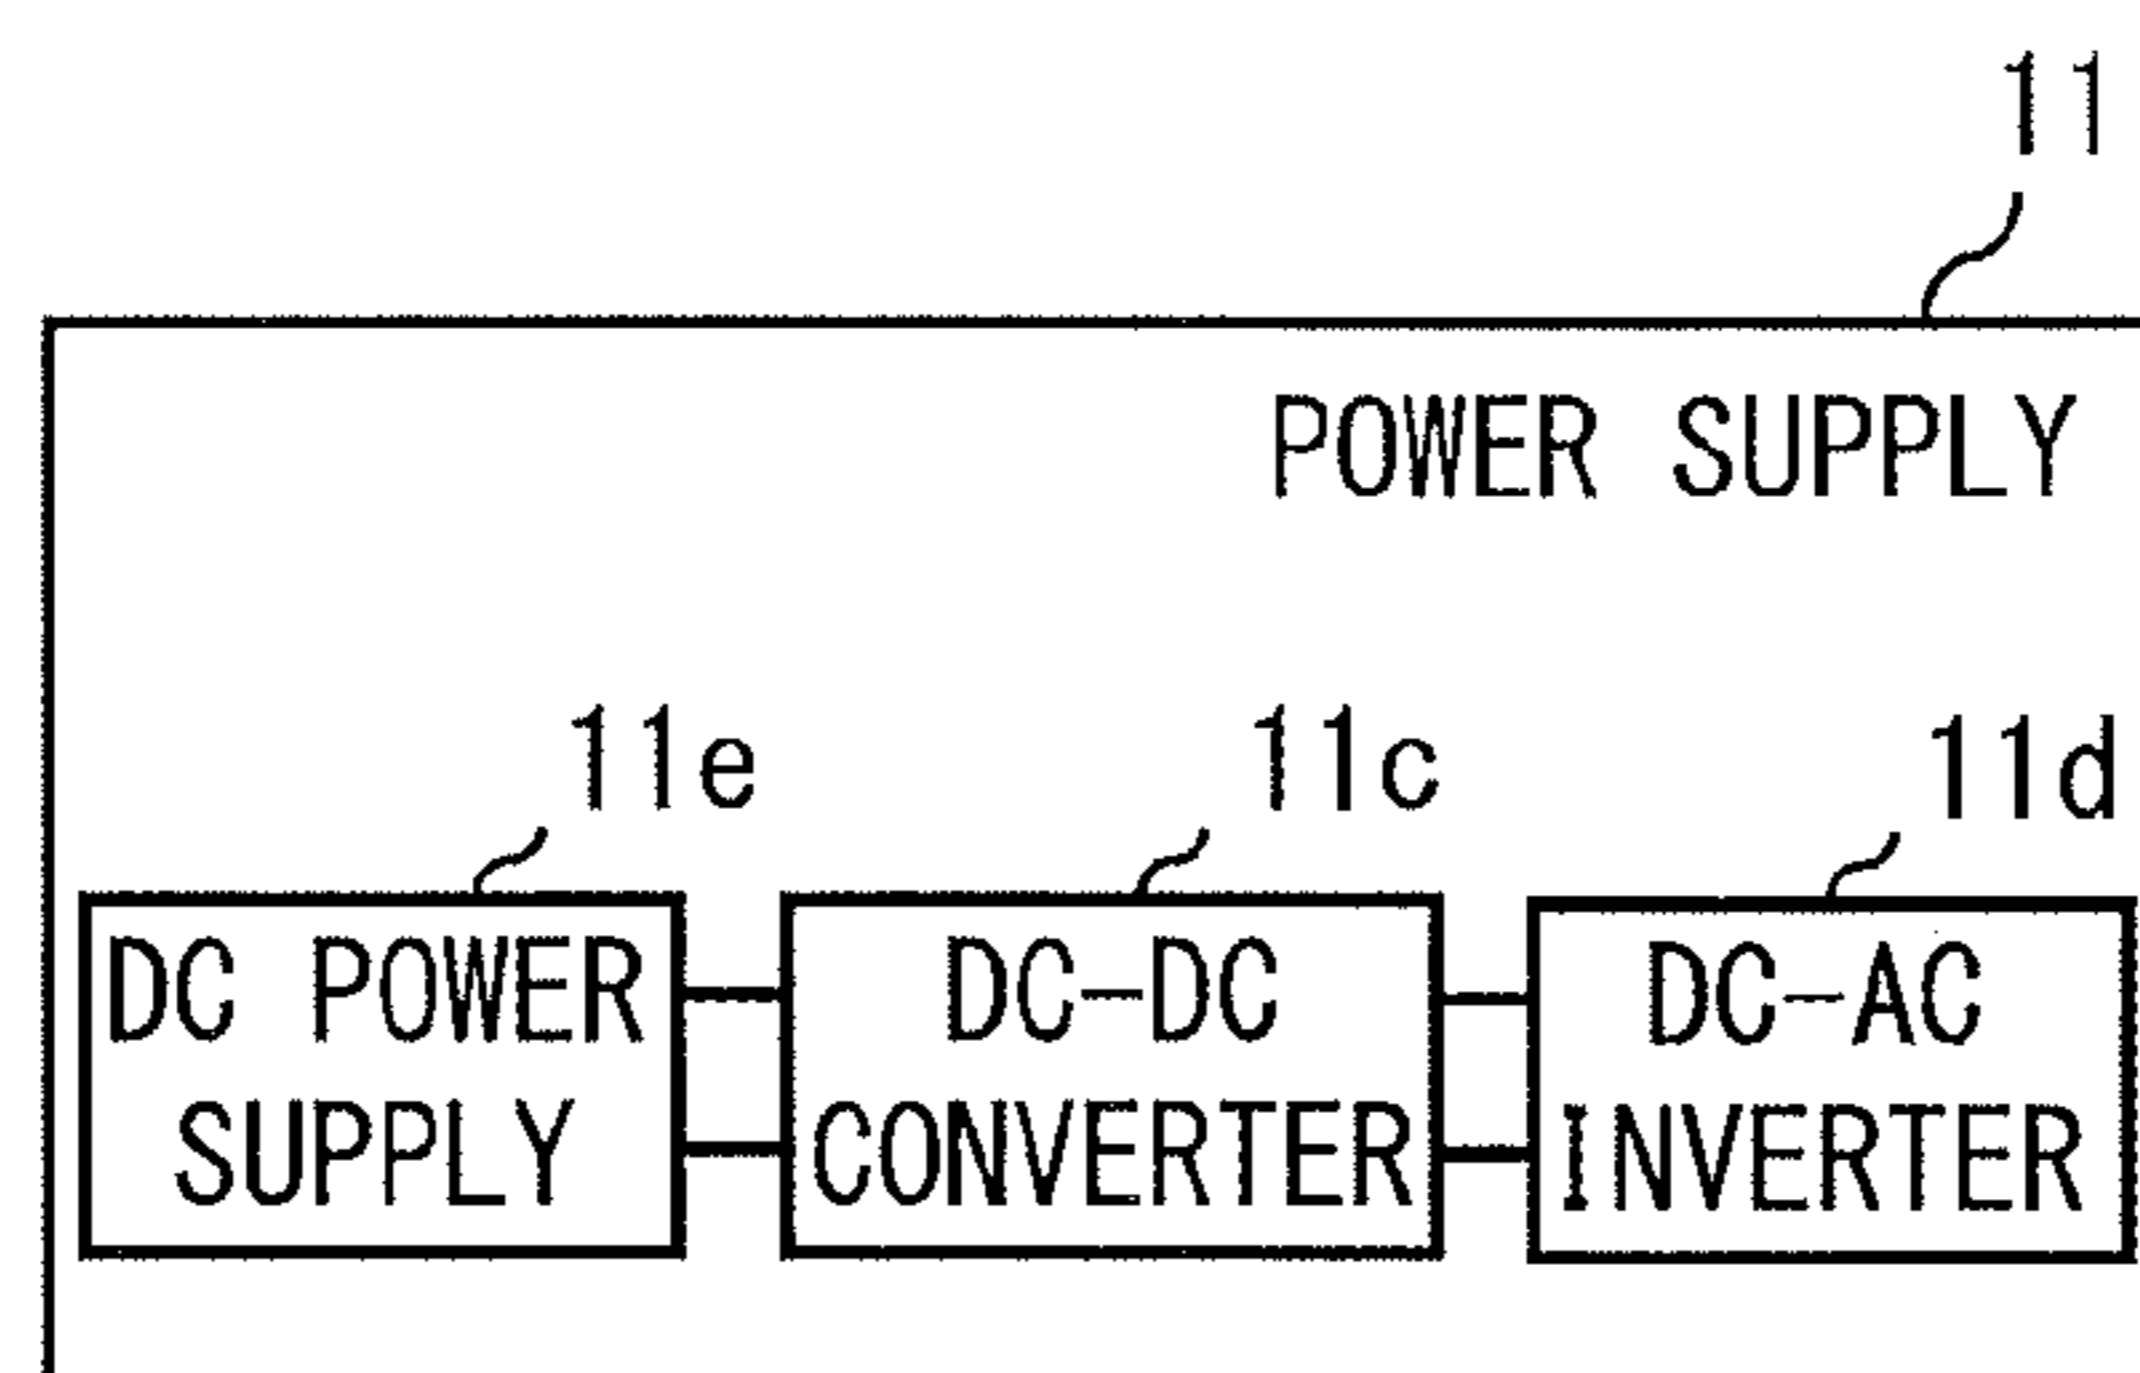 11
POWER SUPPLY
11e
11c
11d
DC POWER
SUPPLY
DC-DC
CONVERTER
DC-AC
INVERTER